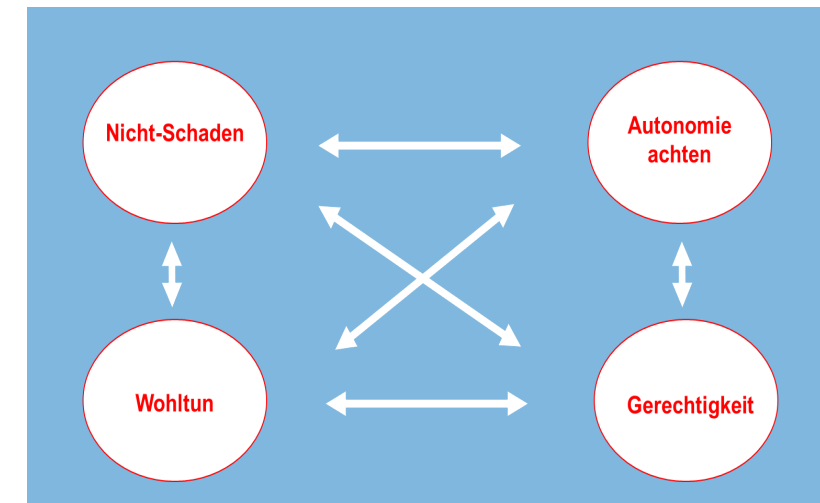 Nicht-Schaden
Autonomie
achten
Wohltun
Gerechtigkeit